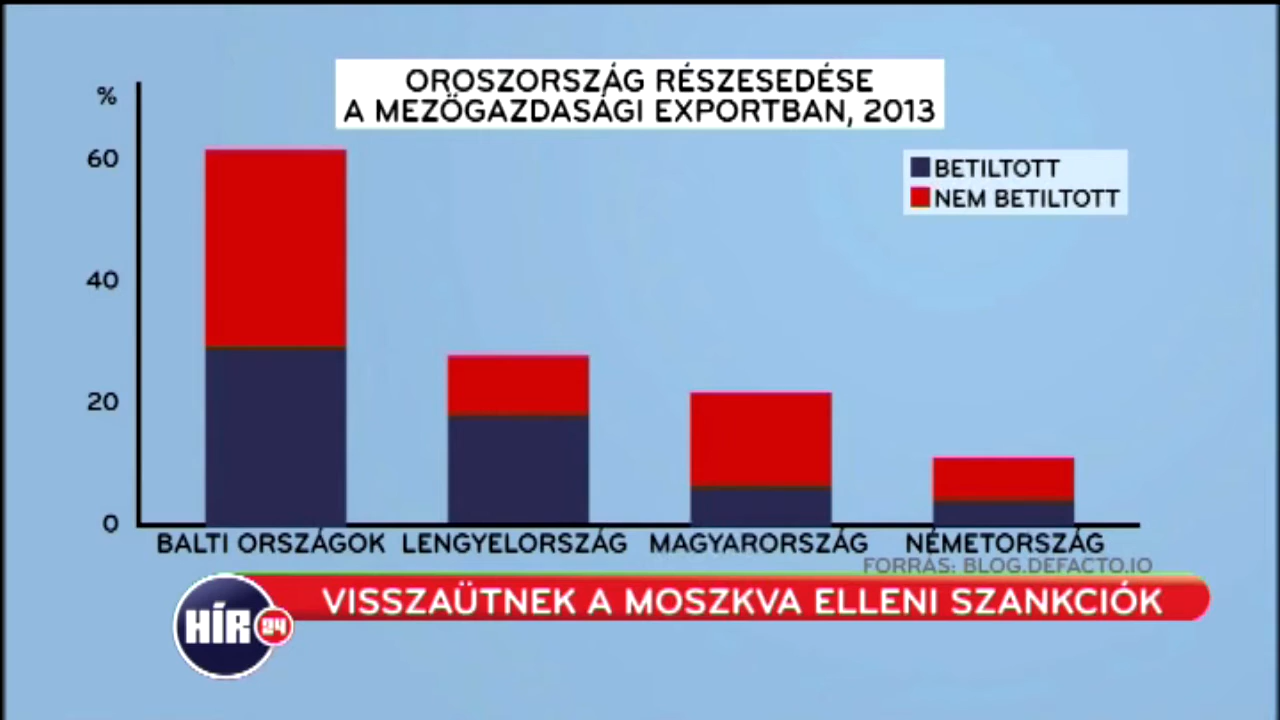 OROSZORSZÁG RÉSZESEDÉSE
A MEZŐGAZDASÁGI EXPORTBAN, 2013
%
60
40
20
0
BETILTOTT
NEM BETILTOTT
BALTI ORSZÁGOK LENGYELORSZÁG MAGYARORSZÁG NÉMETORSZÁG
FORRÁS: BLOG.DEFACTO.IO
VISSZAÜTNEK A MOSZKVA ELLENI SZANKCIÓK
HÍR 24